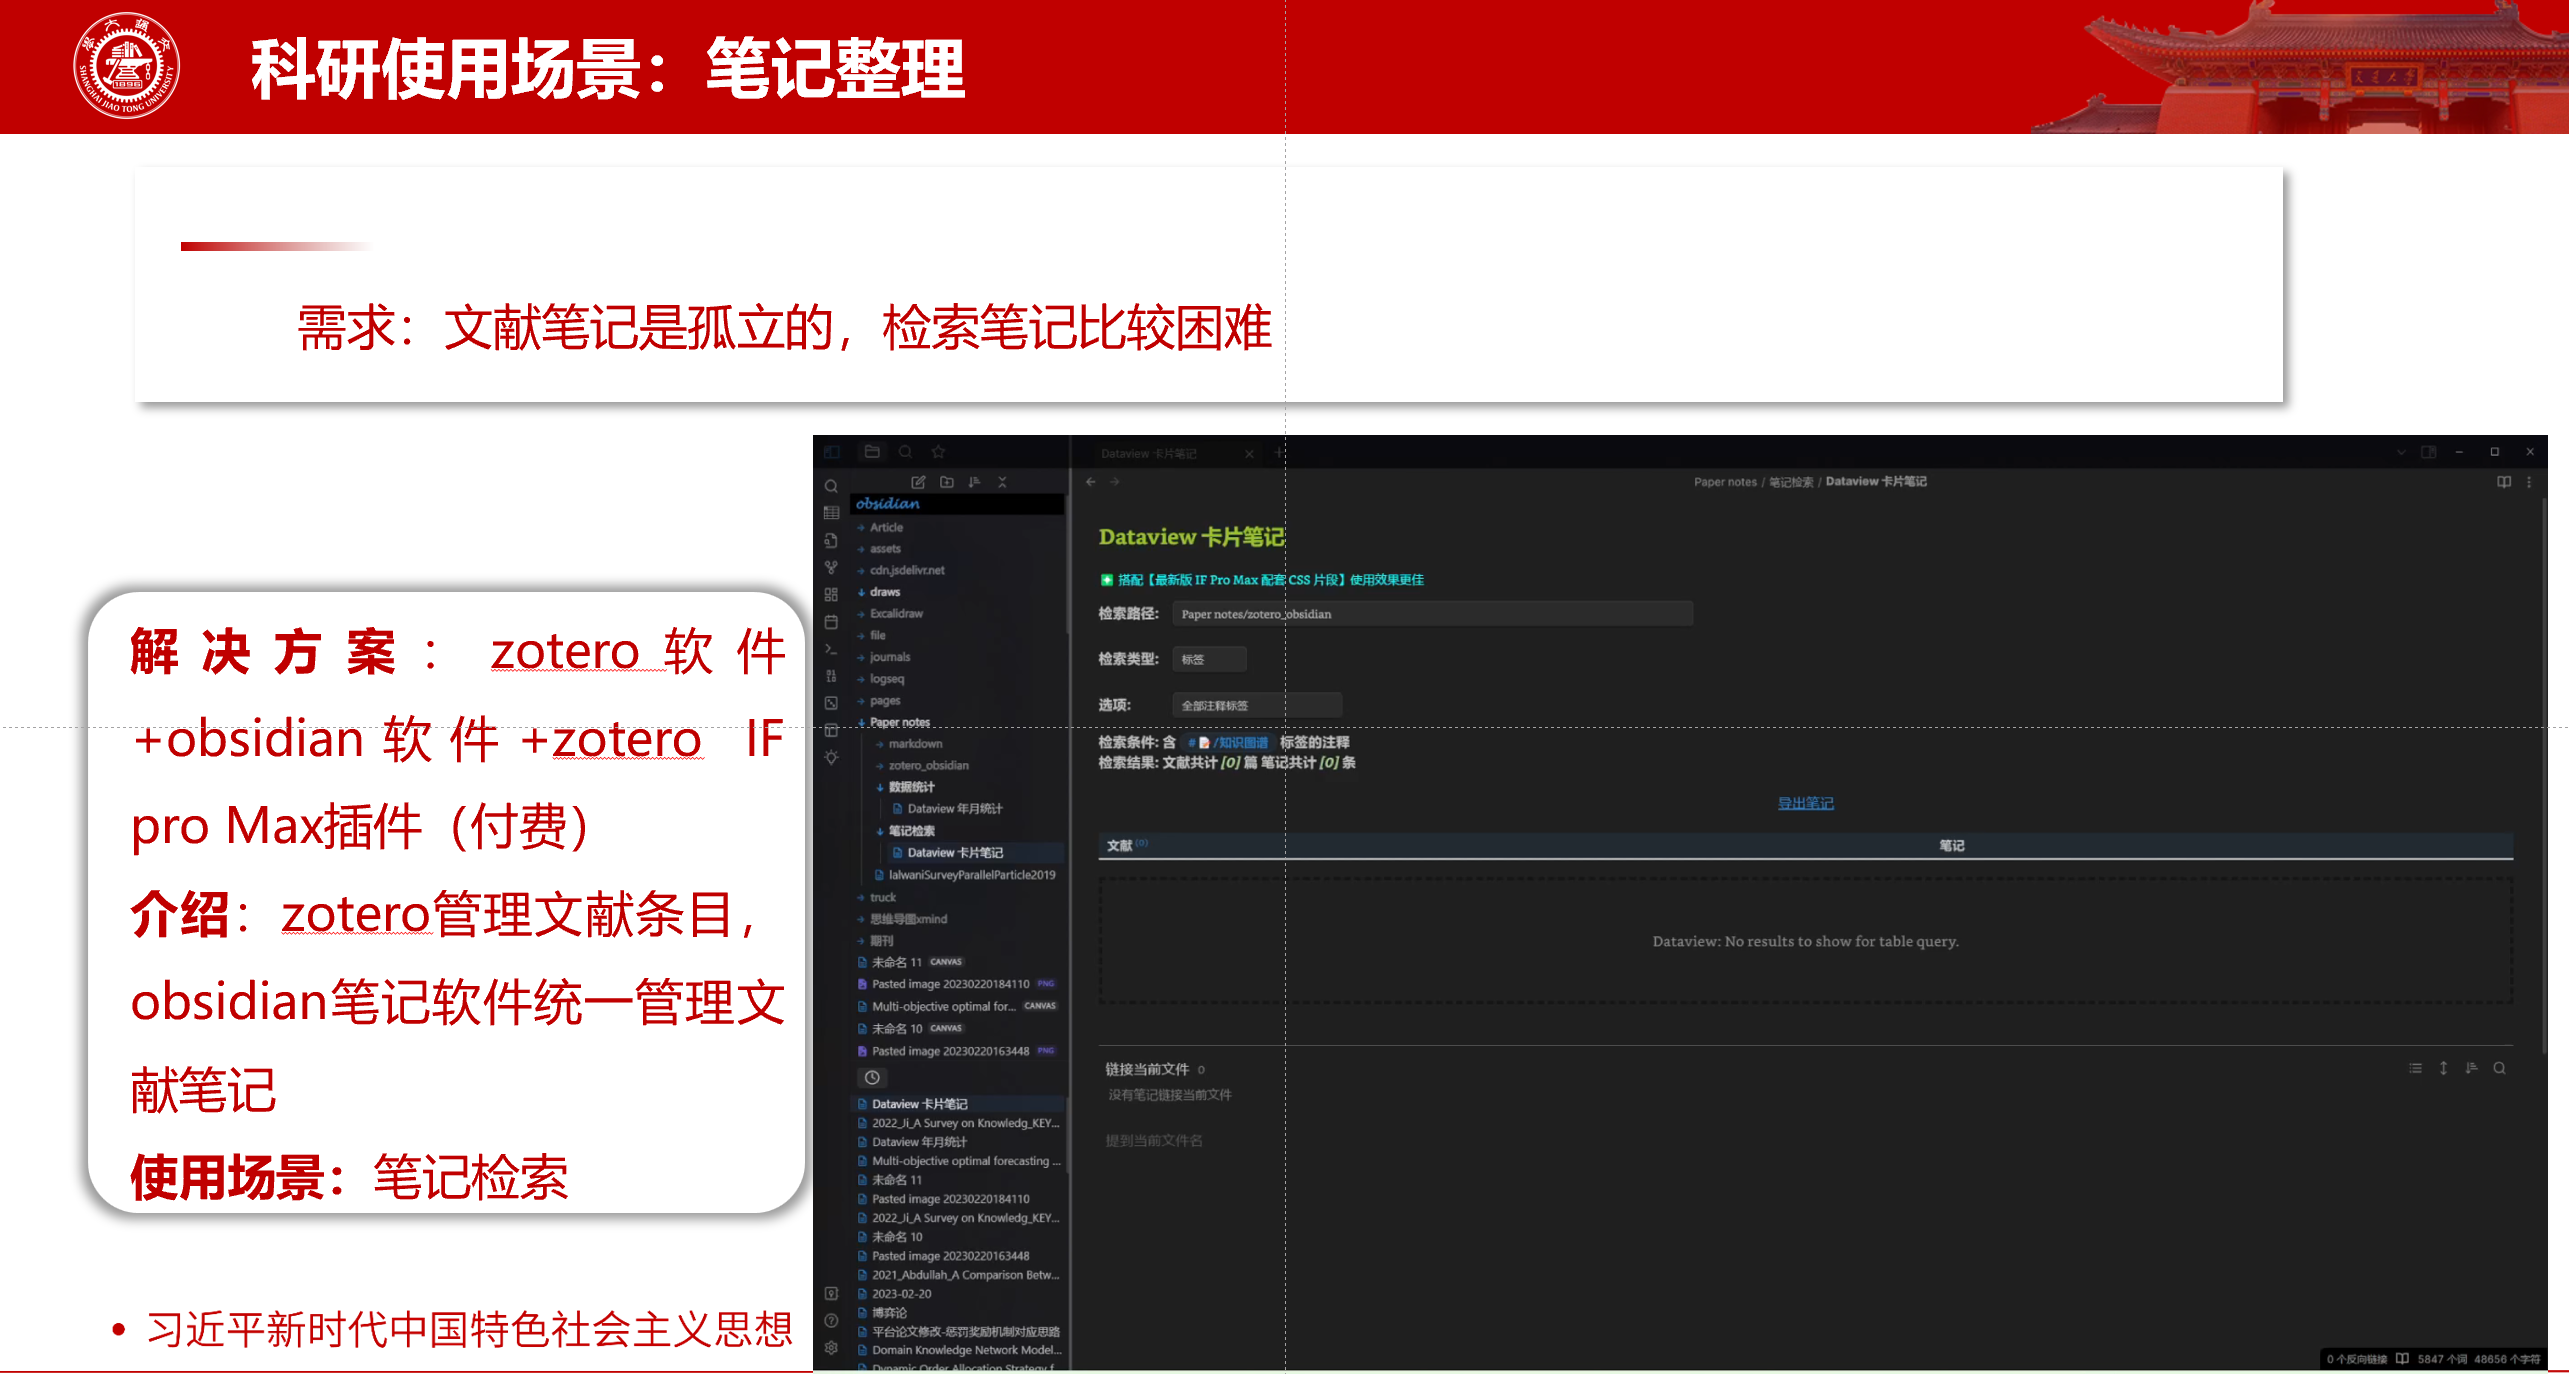 科研使用场景：笔记整理
SHANGHAI JIAO TONG UNIVERSITY
1896
需求：文献笔记是孤立的，检索笔记比较困难
解决方案：zotero软件
+obsidian软件+zotero IF
pro Max插件（付费）
介绍：zotero管理文献条目，
obsidian笔记软件统一管理文
献笔记
使用场景：笔记检索
• 习近平新时代中国特色社会主义思想
Dataview 卡片笔记
obsidian
Article
assets
cdn.jsdelivr.net
draws
Excalidraw
file
journals
logseq
pages
Paper notes
markdown
zotero_obsidian
数据统计
Dataview 年月统计
笔记检索
Dataview 卡片笔记
lalwaniSurveyParallelParticle2019
truck
思维导图xmind
期刊
未命名 11 CANVAS
Pasted image 20230220184110 PNG
Multi-objective optimal for... CANVAS
未命名 10 CANVAS
Pasted image 20230220163448 PNG
Dataview 卡片笔记
2022_Ji_A Survey on Knowledg_KEY...
Dataview 年月统计
Multi-objective optimal forecasting ...
未命名 11
Pasted image 20230220184110
2022_Ji_A Survey on Knowledg_KEY...
未命名 10
Pasted image 20230220163448
2021_Abdullah_A Comparison Betw...
2023-02-20
博弈论
平台论文修改-惩罚奖励机制对应思路
Domain Knowledge Network Model...
Dynamic Order Allocation Strategy f
Paper notes / 笔记检索 / Dataview 卡片笔记
Dataview 卡片笔记
搭配【最新版 IF Pro Max 配套 CSS 片段】使用效果更佳
检索路径: Paper notes/zotero_obsidian
检索类型: 标签
选项: 全部注释标签
检索条件: 含 #📝/知识图谱 标签的注释
检索结果: 文献共计 [0] 篇 笔记共计 [0] 条
导出笔记
文献 (0) 笔记
Dataview: No results to show for table query.
链接当前文件 0
没有笔记链接当前文件
提到当前文件名
0 个反向链接 5847 个词 48656 个字符